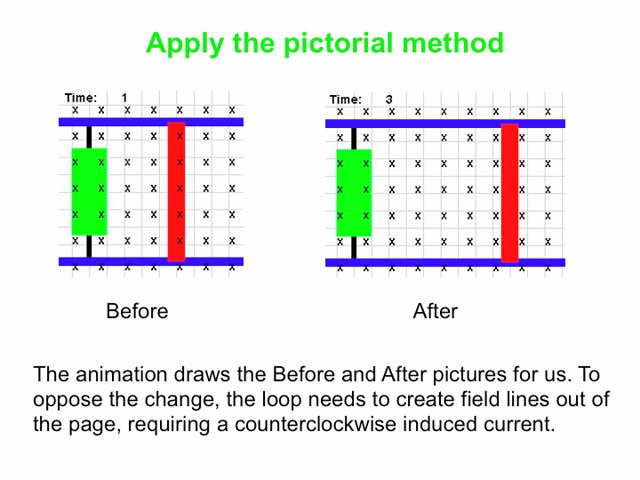 Apply the pictorial method
Time: 1
Time: 3
Before
After
The animation draws the Before and After pictures for us. To
oppose the change, the loop needs to create field lines out of
the page, requiring a counterclockwise induced current.